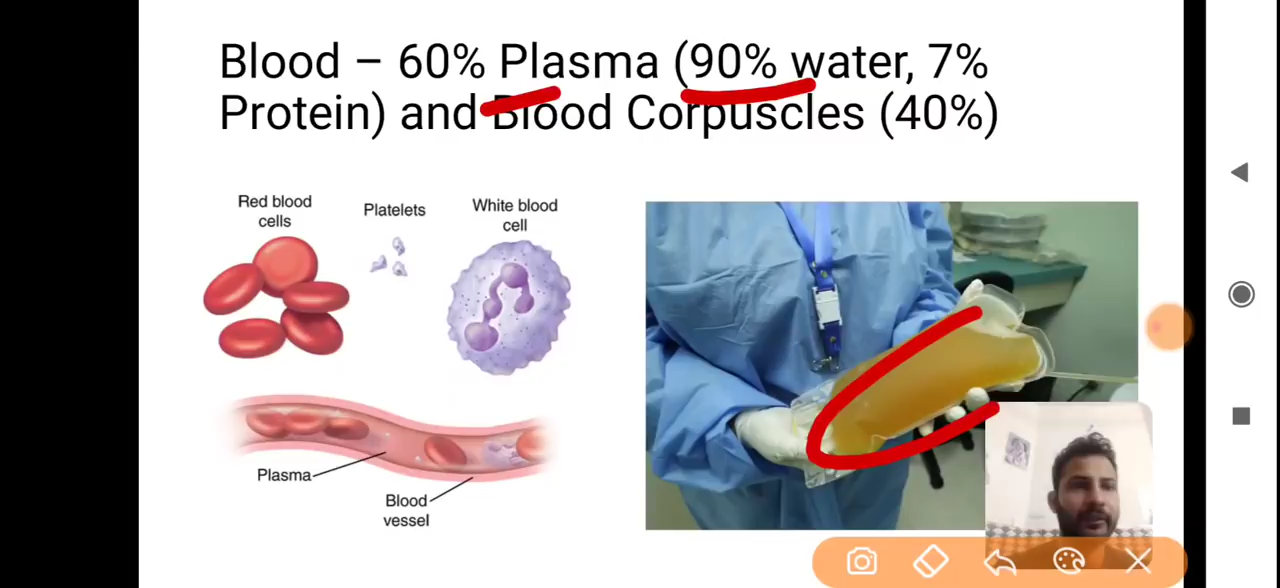 Blood – 60% Plasma (90% water, 7%
Protein) and Blood Corpuscles (40%)
Red blood
cells
Platelets
White blood
cell
Plasma
Blood
vessel